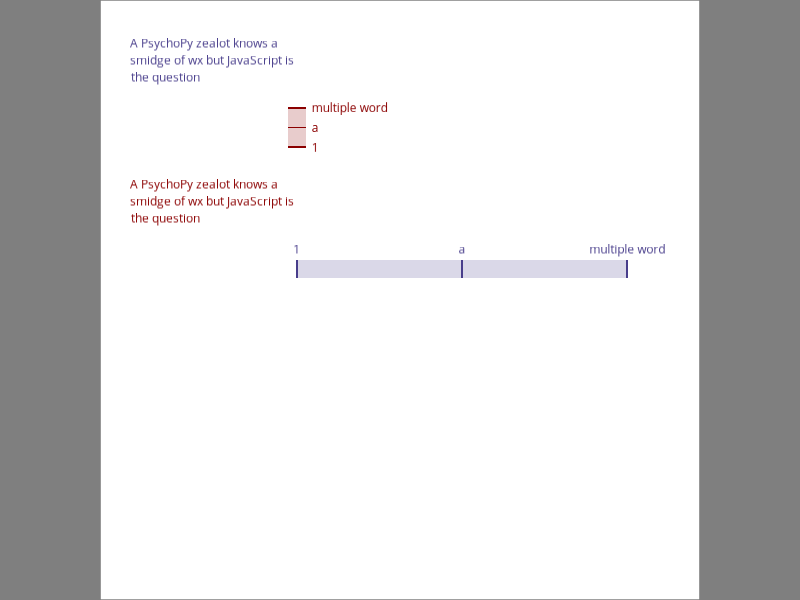 A PsychoPy zealot knows a
smidge of wx but JavaScript is
the question
multiple word
a
1
A PsychoPy zealot knows a
smidge of wx but JavaScript is
the question
1 a multiple word